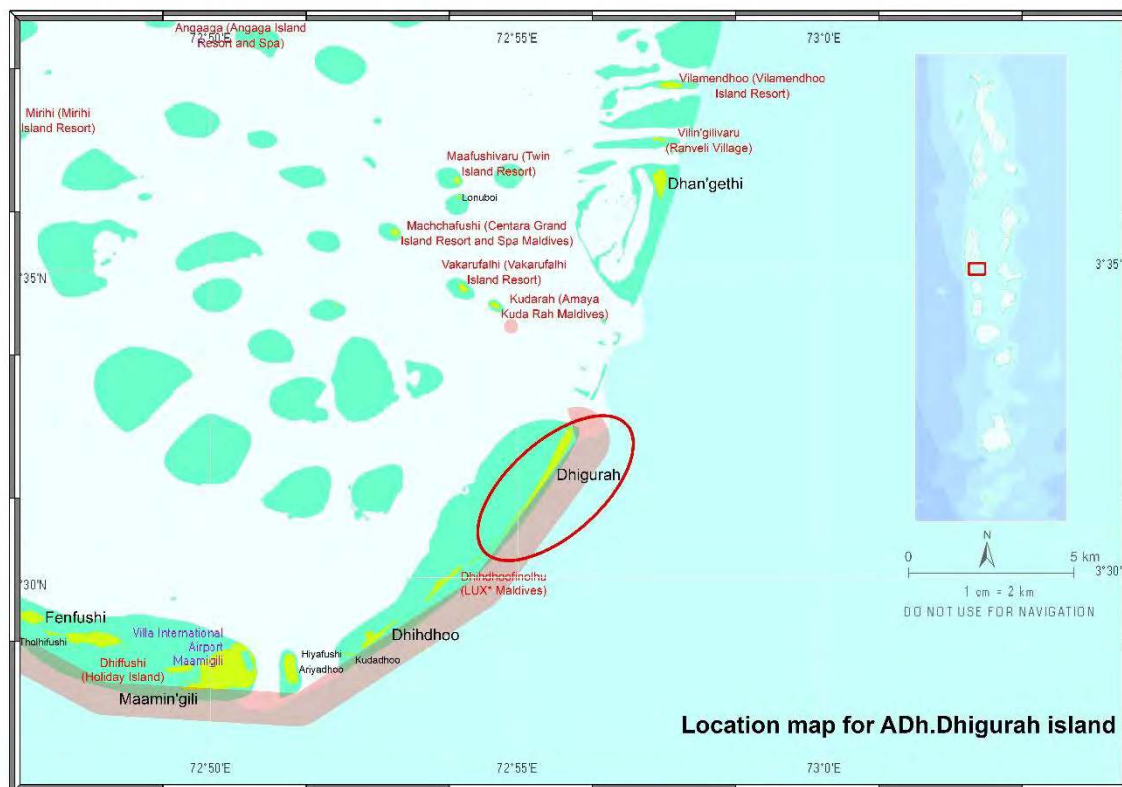 Angaaga (Angaga Island
Resort and Spa)
72°50'E
72°55'E
73°0'E
Vilamendhoo (Vilamendhoo
Island Resort)
Mirihi (Mirihi
Island Resort)
Vilin'gilivaru
(Ranveli Village)
Maafushivaru (Twin
Island Resort)
Lonuboi
Dhan'gethi
Machchafushi (Centara Grand
Island Resort and Spa Maldives)
Vakarufalhi (Vakarufalhi
Island Resort)
°35'N
3°35'
Kudarah (Amaya
Kuda Rah Maldives)
Dhigurah
N
0 5 km
1 cm = 2 km
DO NOT USE FOR NAVIGATION
°30'N
3°30'
Dhidhoofinolhu
(LUX* Maldives)
Fenfushi
Tholhifushi
Villa International
Airport
Maamigili
Dhihdhoo
Hiyafushi
Ariyadhoo
Kudadhoo
Dhiffushi
(Holiday Island)
Maamin'gili
Location map for ADh.Dhigurah island
72°50'E
72°55'E
73°0'E